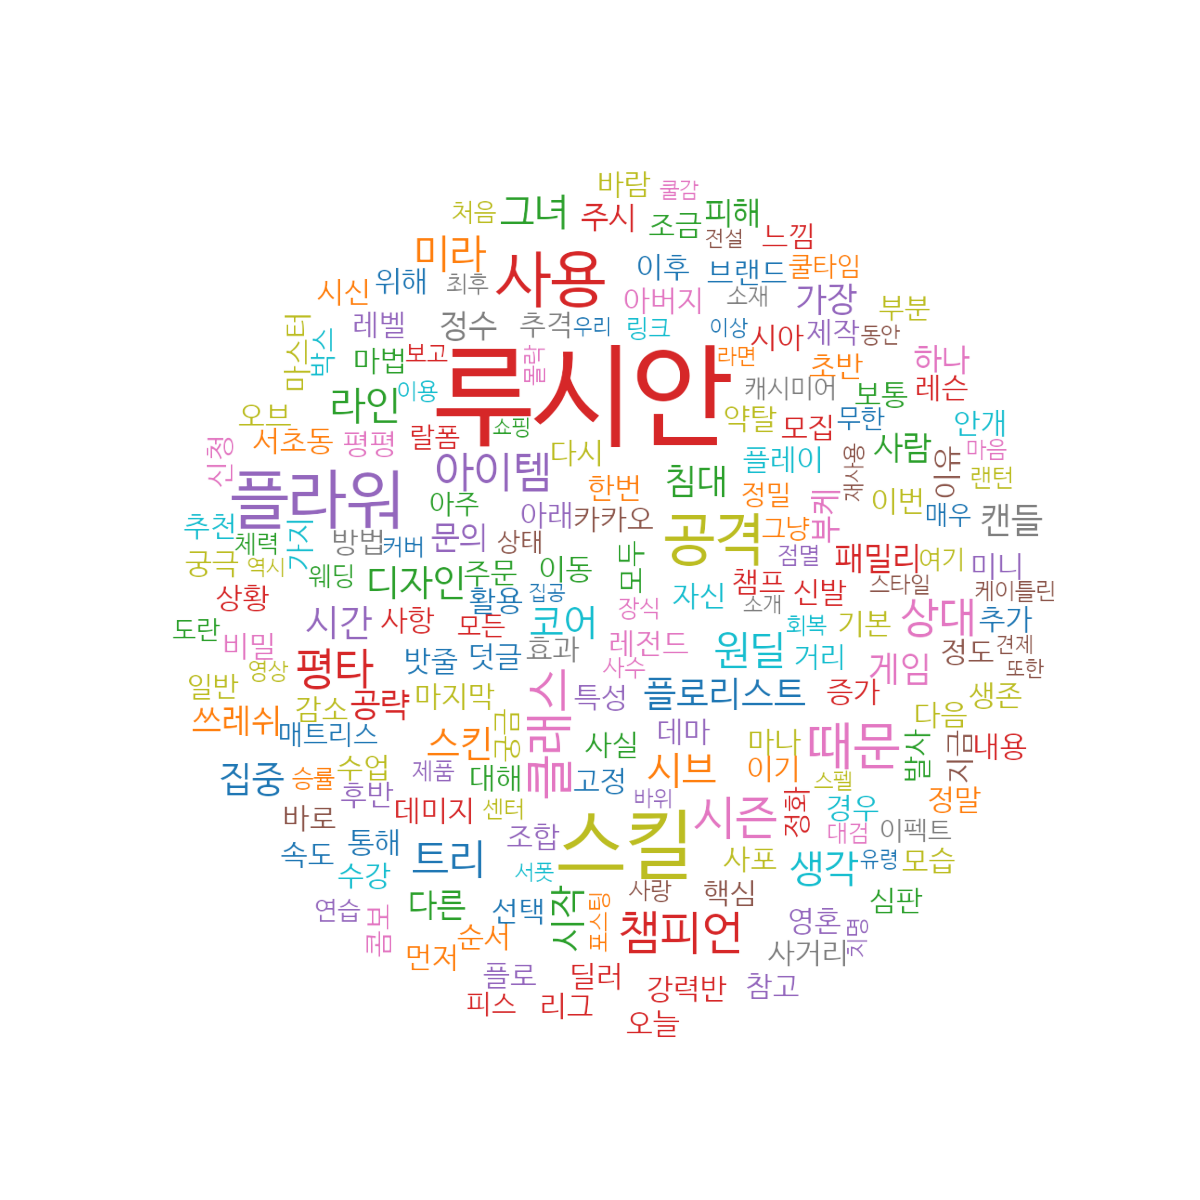 바람
쿨감
처음
그녀
주시
조금
피해
전설
느낌
미라
사용
이후
브랜드
쿨타임
시신
위해
최후
아버지
소재
가장
부분
마스터
박스
레벨
정수
추격
우리
링크
이상
시아
제작
동안
마법
보고
몰락
루시안
라면
초반
하나
라인
이용
캐시미어
보통
레슨
오브
쇼핑
약탈
모집
무한
안개
신청
서초동
평평
랄폼
아이템
다시
침대
플레이
사람
마음
플라워
아주
한번
정밀
재사용
이유
랜턴
추천
가지
방법
커버
문의
아래
카카오
공격
그냥
부케
이번
매우
캔들
체력
상태
점멸
패밀리
여기
미니
궁극
역시
웨딩
디자인
주문
이동
모두
챔프
신발
스타일
케이틀린
상황
활용
집공
장식
자신
소개
상대
추가
도란
비밀
시간
사항
모든
코어
회복
기본
정도
견제
평타
밧줄
덧글
효과
레전드
원딜
거리
게임
또한
일반
영상
사수
쓰레쉬
감소
공략
마지막
클래스
특성
플로리스트
증가
생존
매트리스
스킨
궁금
사실
데마
마나
때문
다음
발사
지금
내용
집중
승률
수업
제품
대해
고정
시브
이기
스펠
후반
데미지
센터
바위
시즌
정화
경우
정말
바로
조합
스킬
대검
이펙트
속도
통해
트리
서폿
사포
생각
유령
모습
수강
사랑
핵심
심판
연습
콤보
다른
선택
시작
포스팅
챔피언
영혼
치명
순서
먼저
사거리
플로
딜러
강력반
참고
피스
리그
오늘